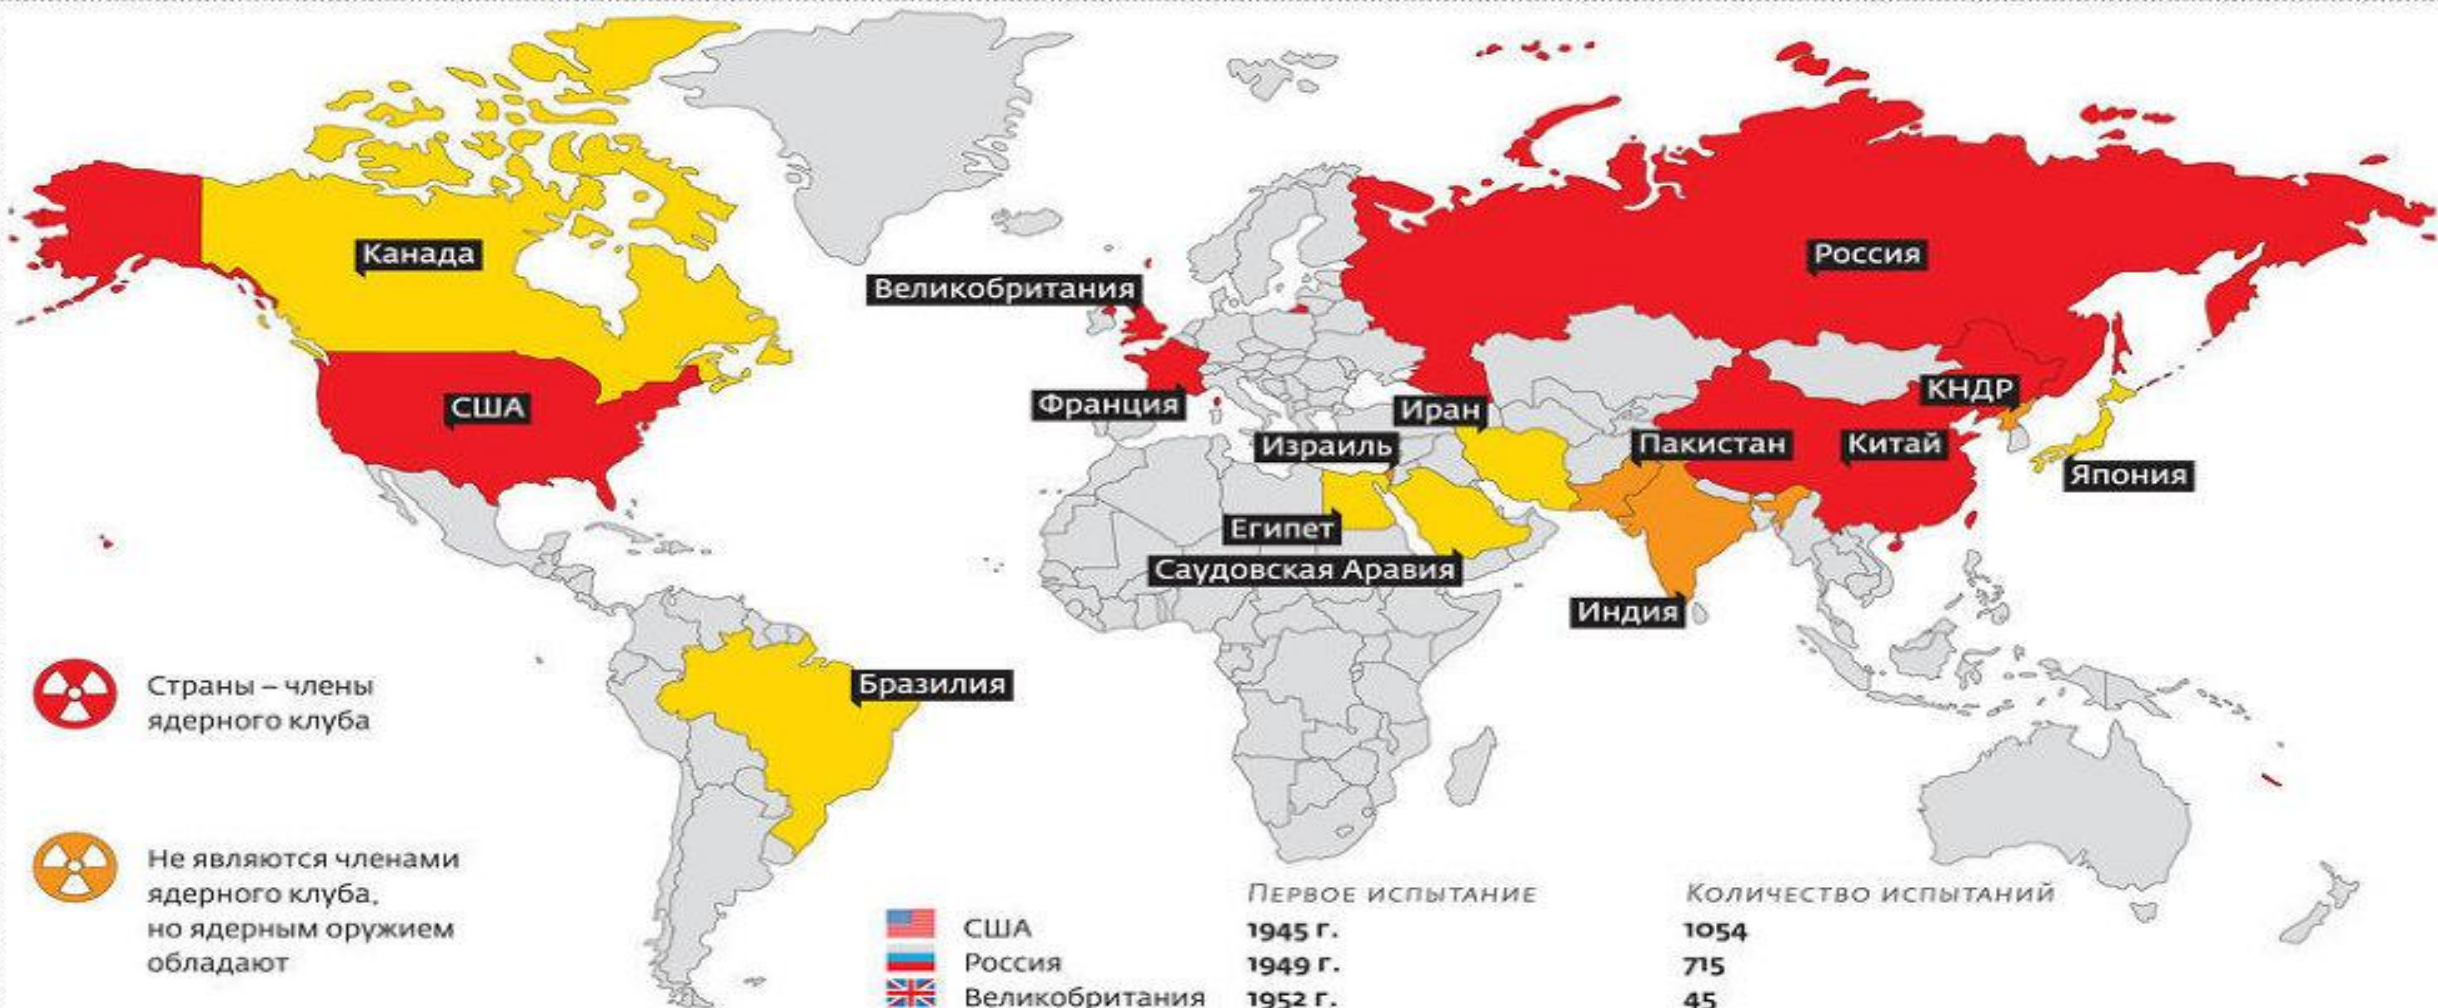 Канада
Россия
Великобритания
КНДР
США
Франция
Иран
Израиль
Пакистан
Китай
Япония
Египет
Саудовская Аравия
Индия
Бразилия
Страны – члены
ядерного клуба
Не являются членами
ядерного клуба,
но ядерным оружием
обладают
Первое испытание Количество испытаний
США 1945 г. 1054
Россия 1949 г. 715
Великобритания 1952 г. 45